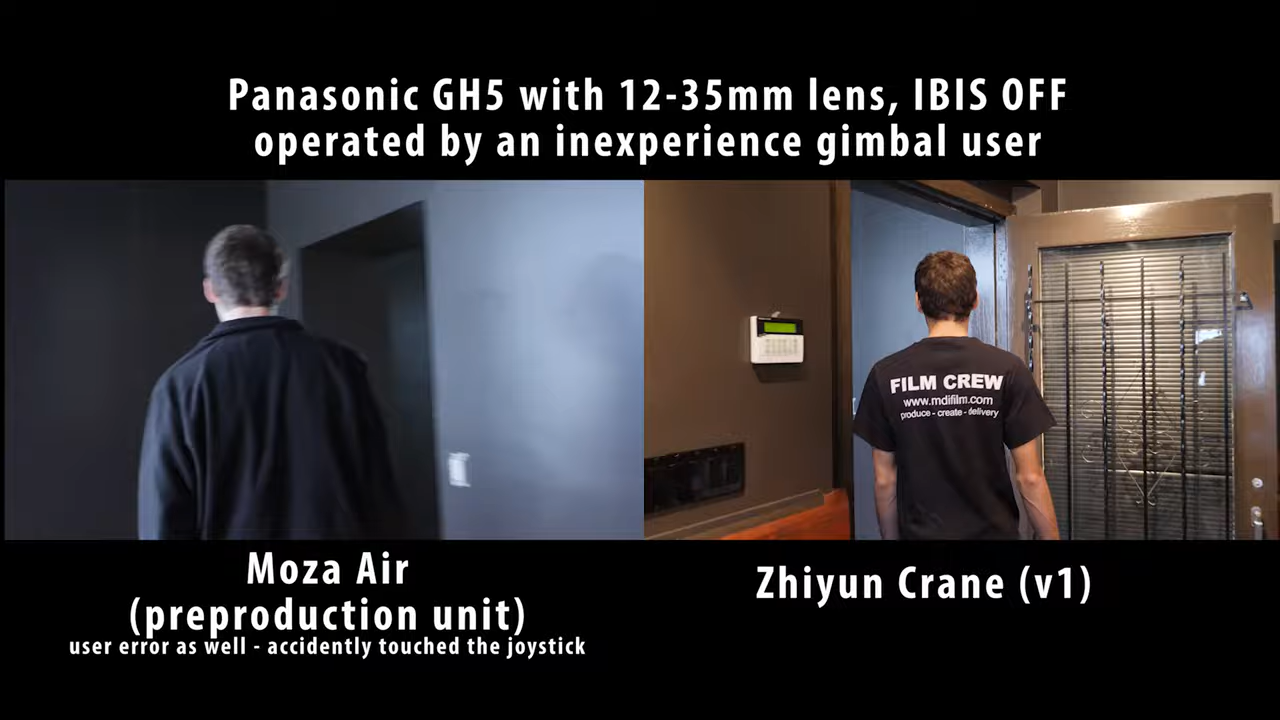 Panasonic GH5 with 12-35mm lens, IBIS OFF
operated by an inexperience gimbal user
FILM CREW
www.mdifilm.com
produce - create - delivery
Moza Air
(preproduction unit)
user error as well - accidently touched the joystick
Zhiyun Crane (v1)